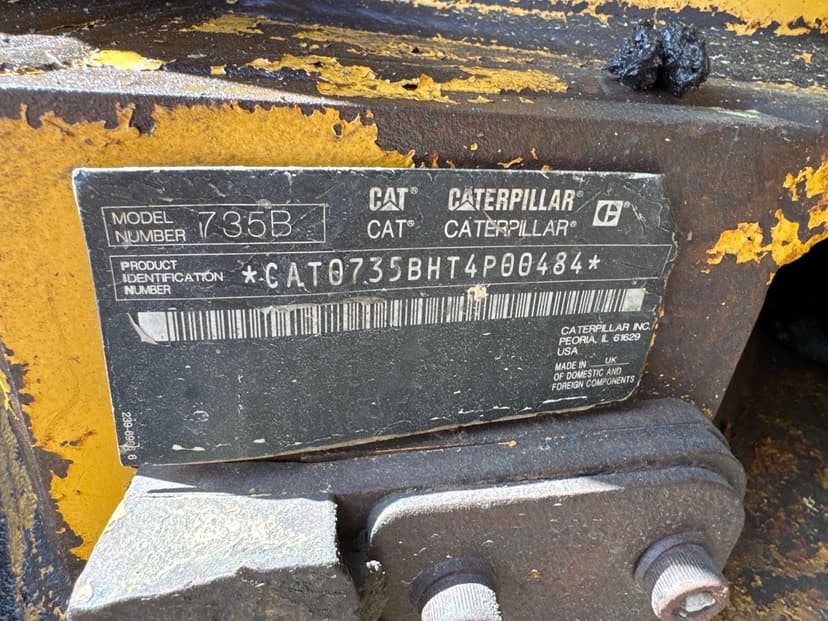 CAT® CATERPILLAR®
CAT® CATERPILLAR® C
MODEL NUMBER 735B
PRODUCT IDENTIFICATION NUMBER *CAT0735BHT4P00484*
CATERPILLAR INC.
PEORIA, IL 61629
USA
MADE IN UK
OF DOMESTIC AND
FOREIGN COMPONENTS